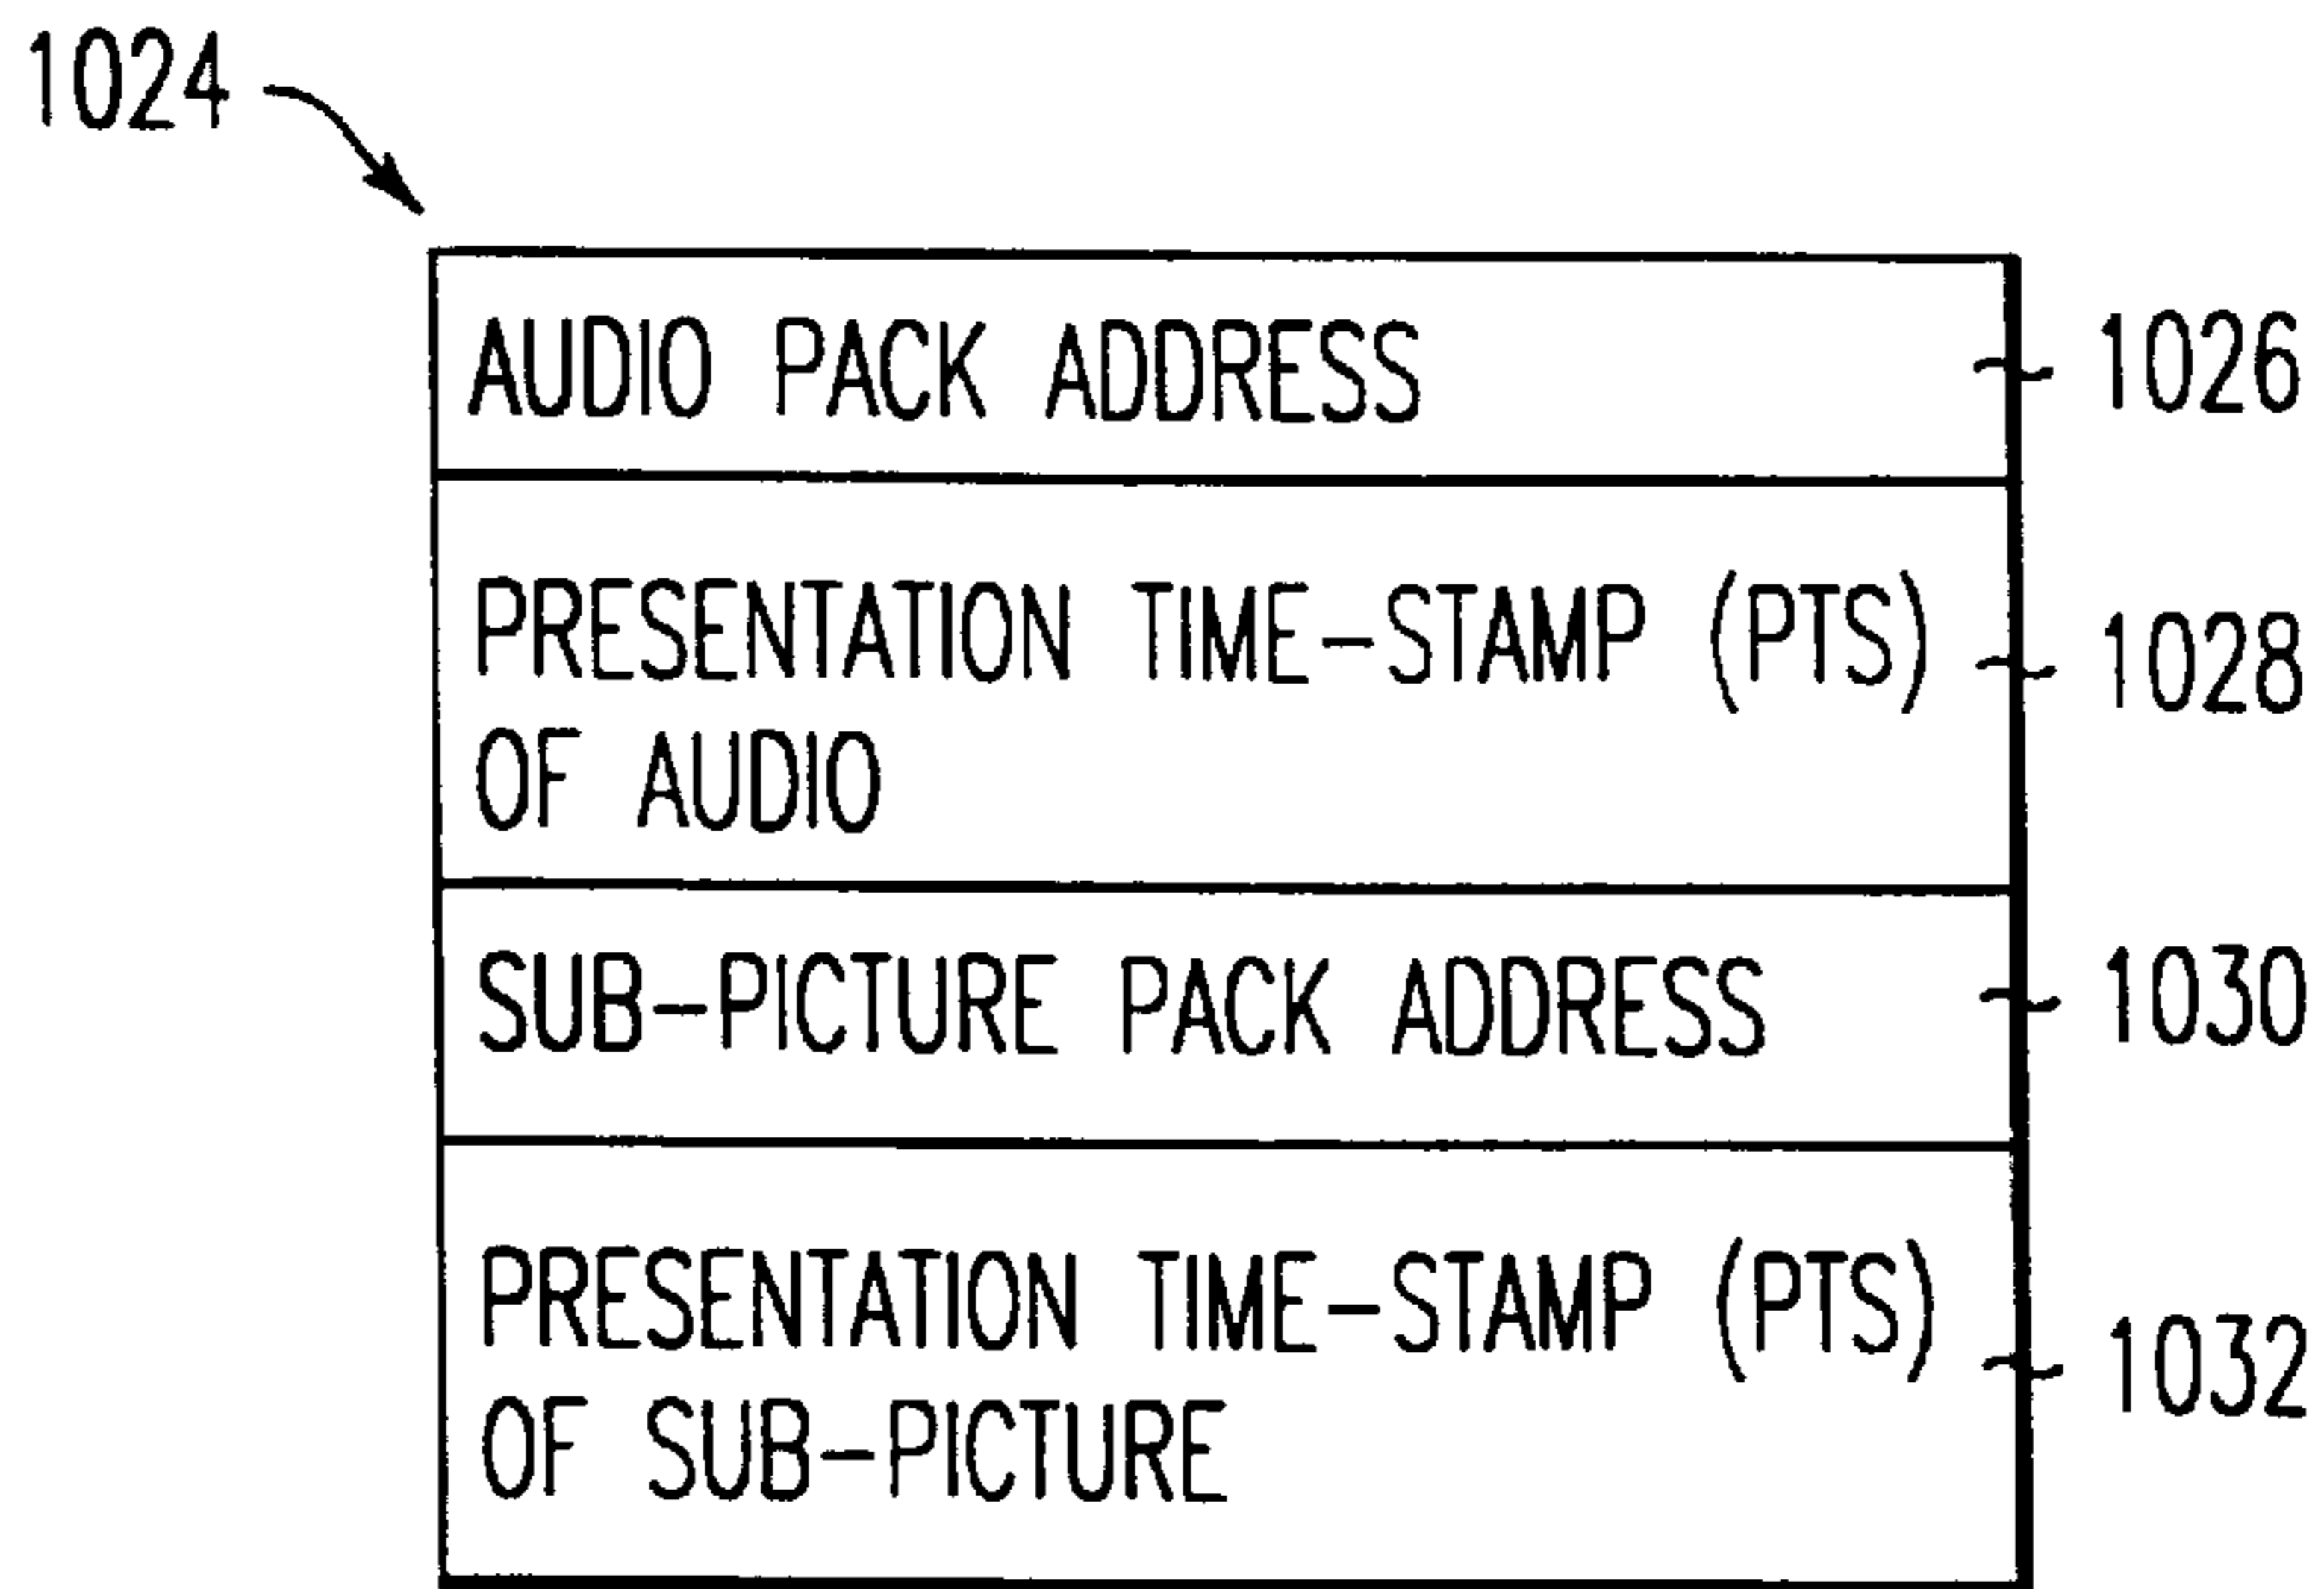 1024
AUDIO PACK ADDRESS 1026
PRESENTATION TIME-STAMP (PTS) 1028
OF AUDIO
SUB-PICTURE PACK ADDRESS 1030
PRESENTATION TIME-STAMP (PTS) 1032
OF SUB-PICTURE